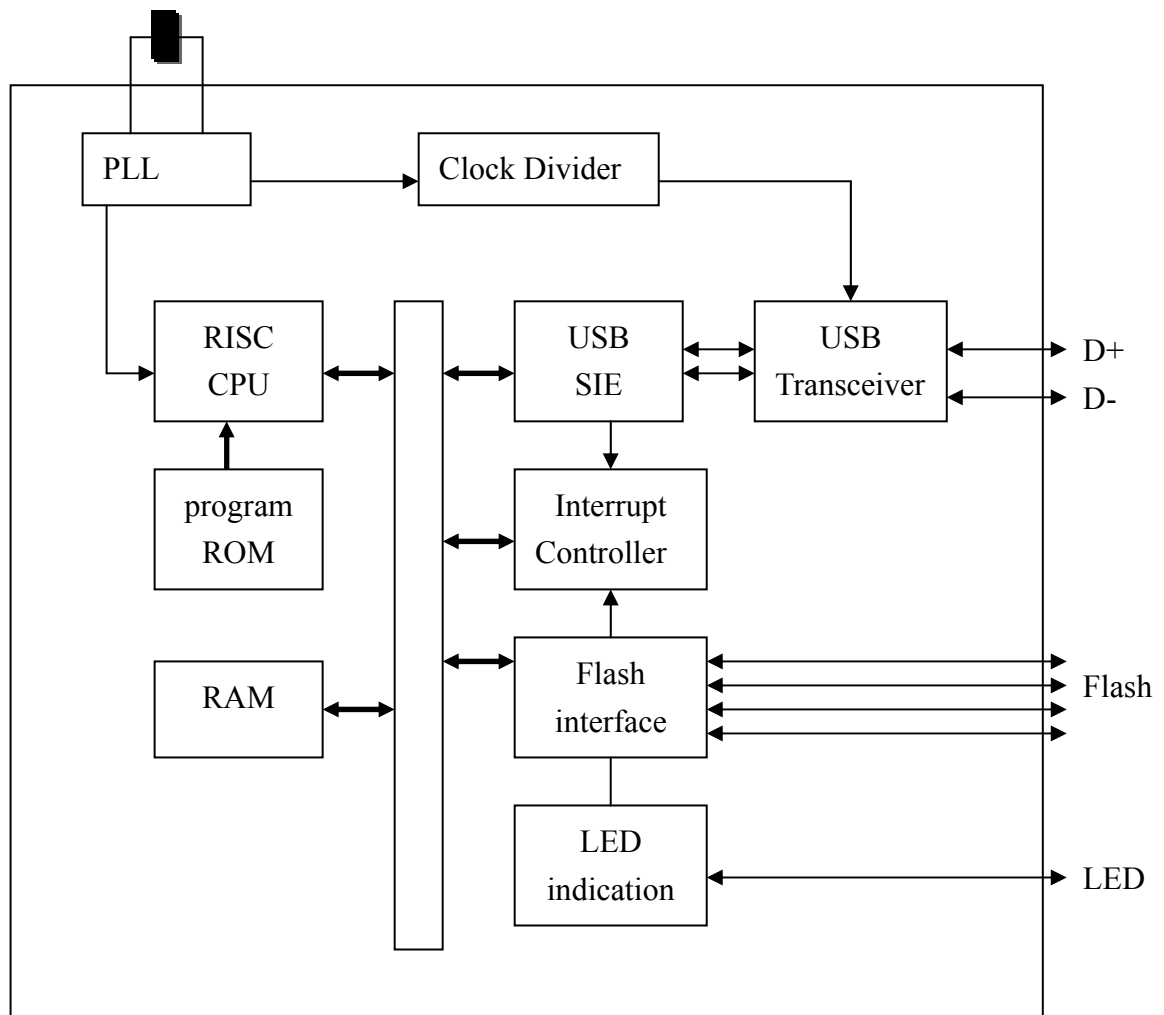 PLL
Clock Divider
RISC
CPU
USB
SIE
USB
Transceiver
D+
D-
program
ROM
Interrupt
Controller
RAM
Flash
interface
Flash
LED
indication
LED